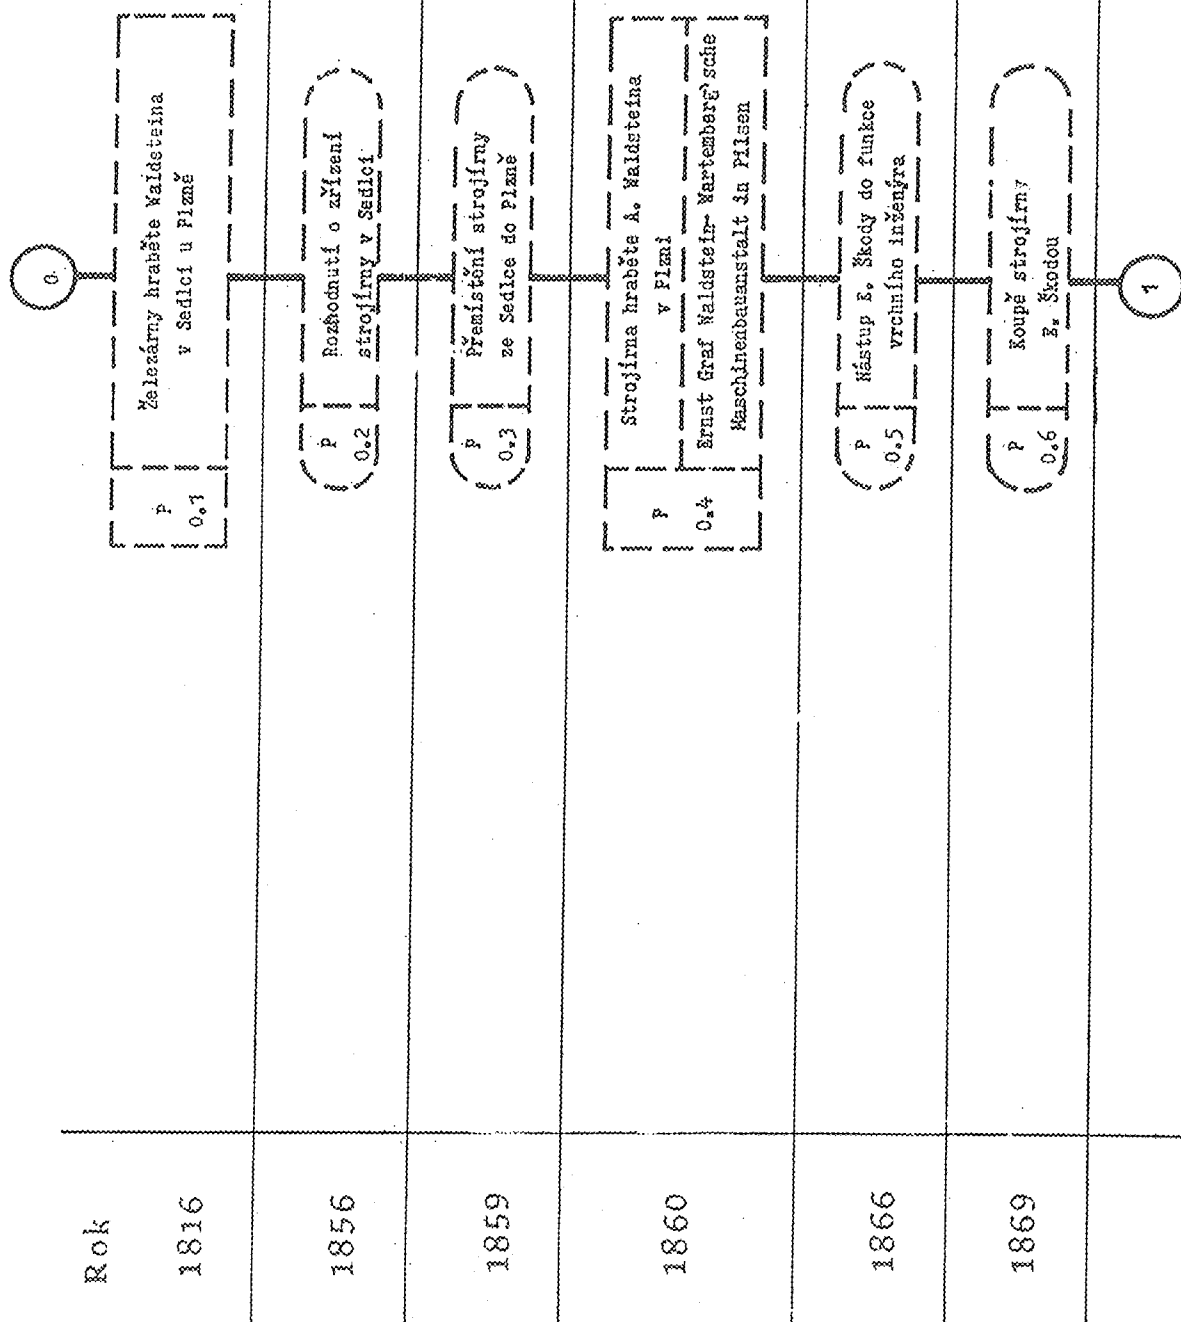 Rok
0
1816
P
0.1
Železárny hraběte Waldsteina
v Sedlci u Plzně
1856
P
0.2
Rozhodnutí o zřízení
strojírny v Sedlci
1859
P
0.3
Přemístění strojírny
ze Sedlce do Plzně
1860
P
0.4
Strojírna hraběte A. Waldsteina
v Plzni
Ernst Graf Waldstein-Wartemberg'sche
Maschinenbauanstalt in Pilsen
1866
P
0.5
Nástup E. Škody do funkce
vrchního inženýra
1869
P
0.6
Koupě strojírny
E. Škodou
1